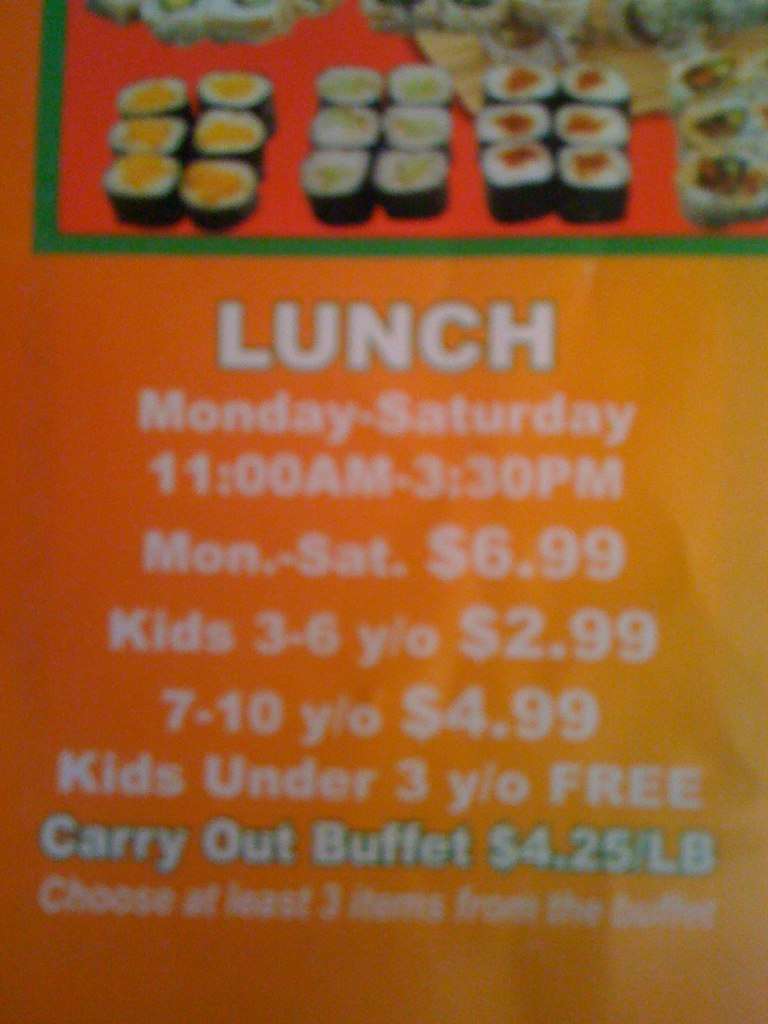 LUNCH
Monday-Saturday
11:00AM-3:30PM
Mon.-Sat. $6.99
Kids 3-6 y/o $2.99
7-10 y/o $4.99
Kids Under 3 y/o FREE
Carry Out Buffet $4.25/LB
Choose at least 3 items from the buffet